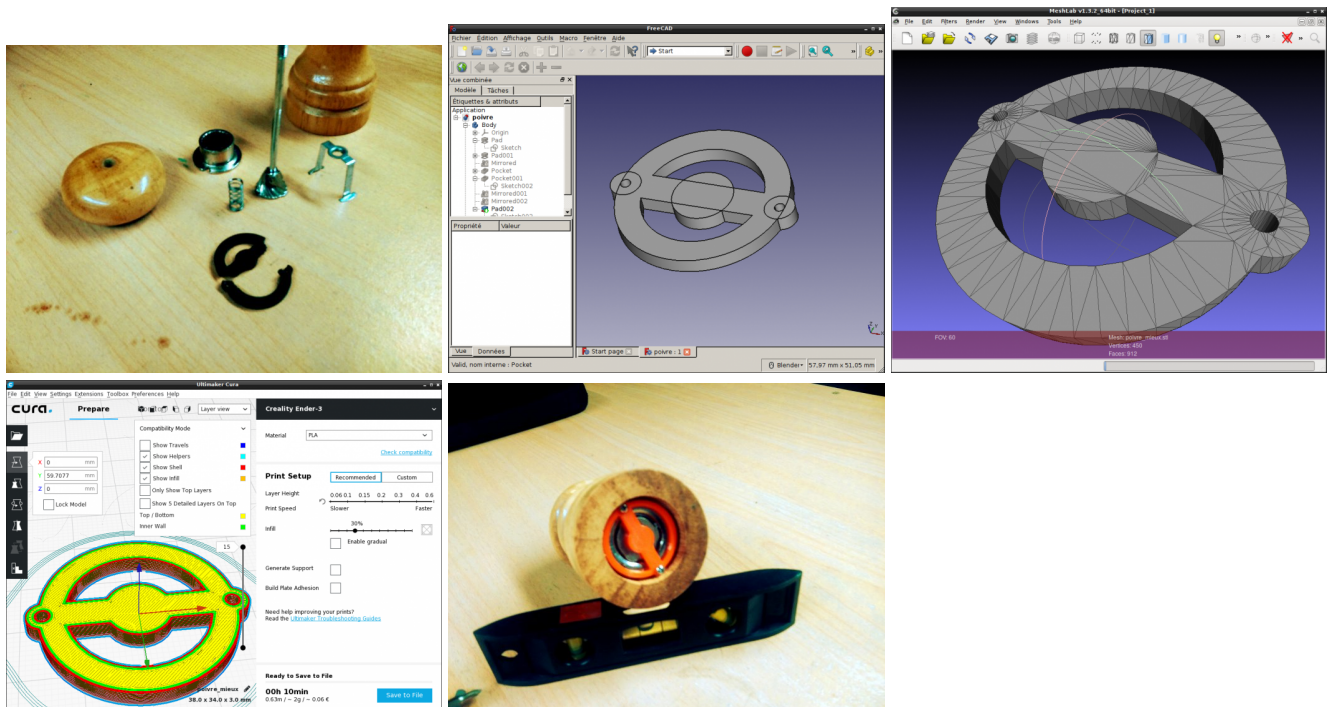 FreeCAD
Fichier Edition Affichage Outils Macro Fenêtre Aide
Start
Vue combinée
Modèle Tâches
Étiquettes & attributs
Application
poivre
Body
Origin
Pad
Sketch
Pad001
Mirrored
Pocket
Pocket001
Sketch002
Mirrored001
Mirrored002
Pad002
Propriété Valeur
Vue Données
Start page poivre : 1
Valid, nom interne : Pocket
Blender 57,97 mm x 51,05 mm
MeshLab v1.3.2_64bit - [Project_1]
File Edit Filters Render View Windows Tools Help
FOV: 60
Mesh: poivre_mieux.stl
Vertices: 450
Faces: 912
Ultimaker Cura
File Edit View Settings Extensions Toolbox Preferences Help
cura. Prepare Layer view
Creality Ender-3
Compatibility Mode
Show Travels
Show Helpers
Show Shell
Show Infill
Only Show Top Layers
Show 5 Detailed Layers On Top
Top / Bottom
Inner Wall
X 0 mm
Y 59.7077 mm
Z 0 mm
Lock Model
15
Material PLA
Check compatibility
Print Setup Recommended Custom
Layer Height 0.06 0.1 0.15 0.2 0.3 0.4 0.6
Print Speed Slower Faster
Infill 30%
Enable gradual
Generate Support
Build Plate Adhesion
Need help improving your prints?
Read the Ultimaker Troubleshooting Guides
poivre_mieux
38.0 x 34.0 x 3.0 mm
Ready to Save to File
00h 10min
0.63m / ~ 2g / ~ 0.06 €
Save to File